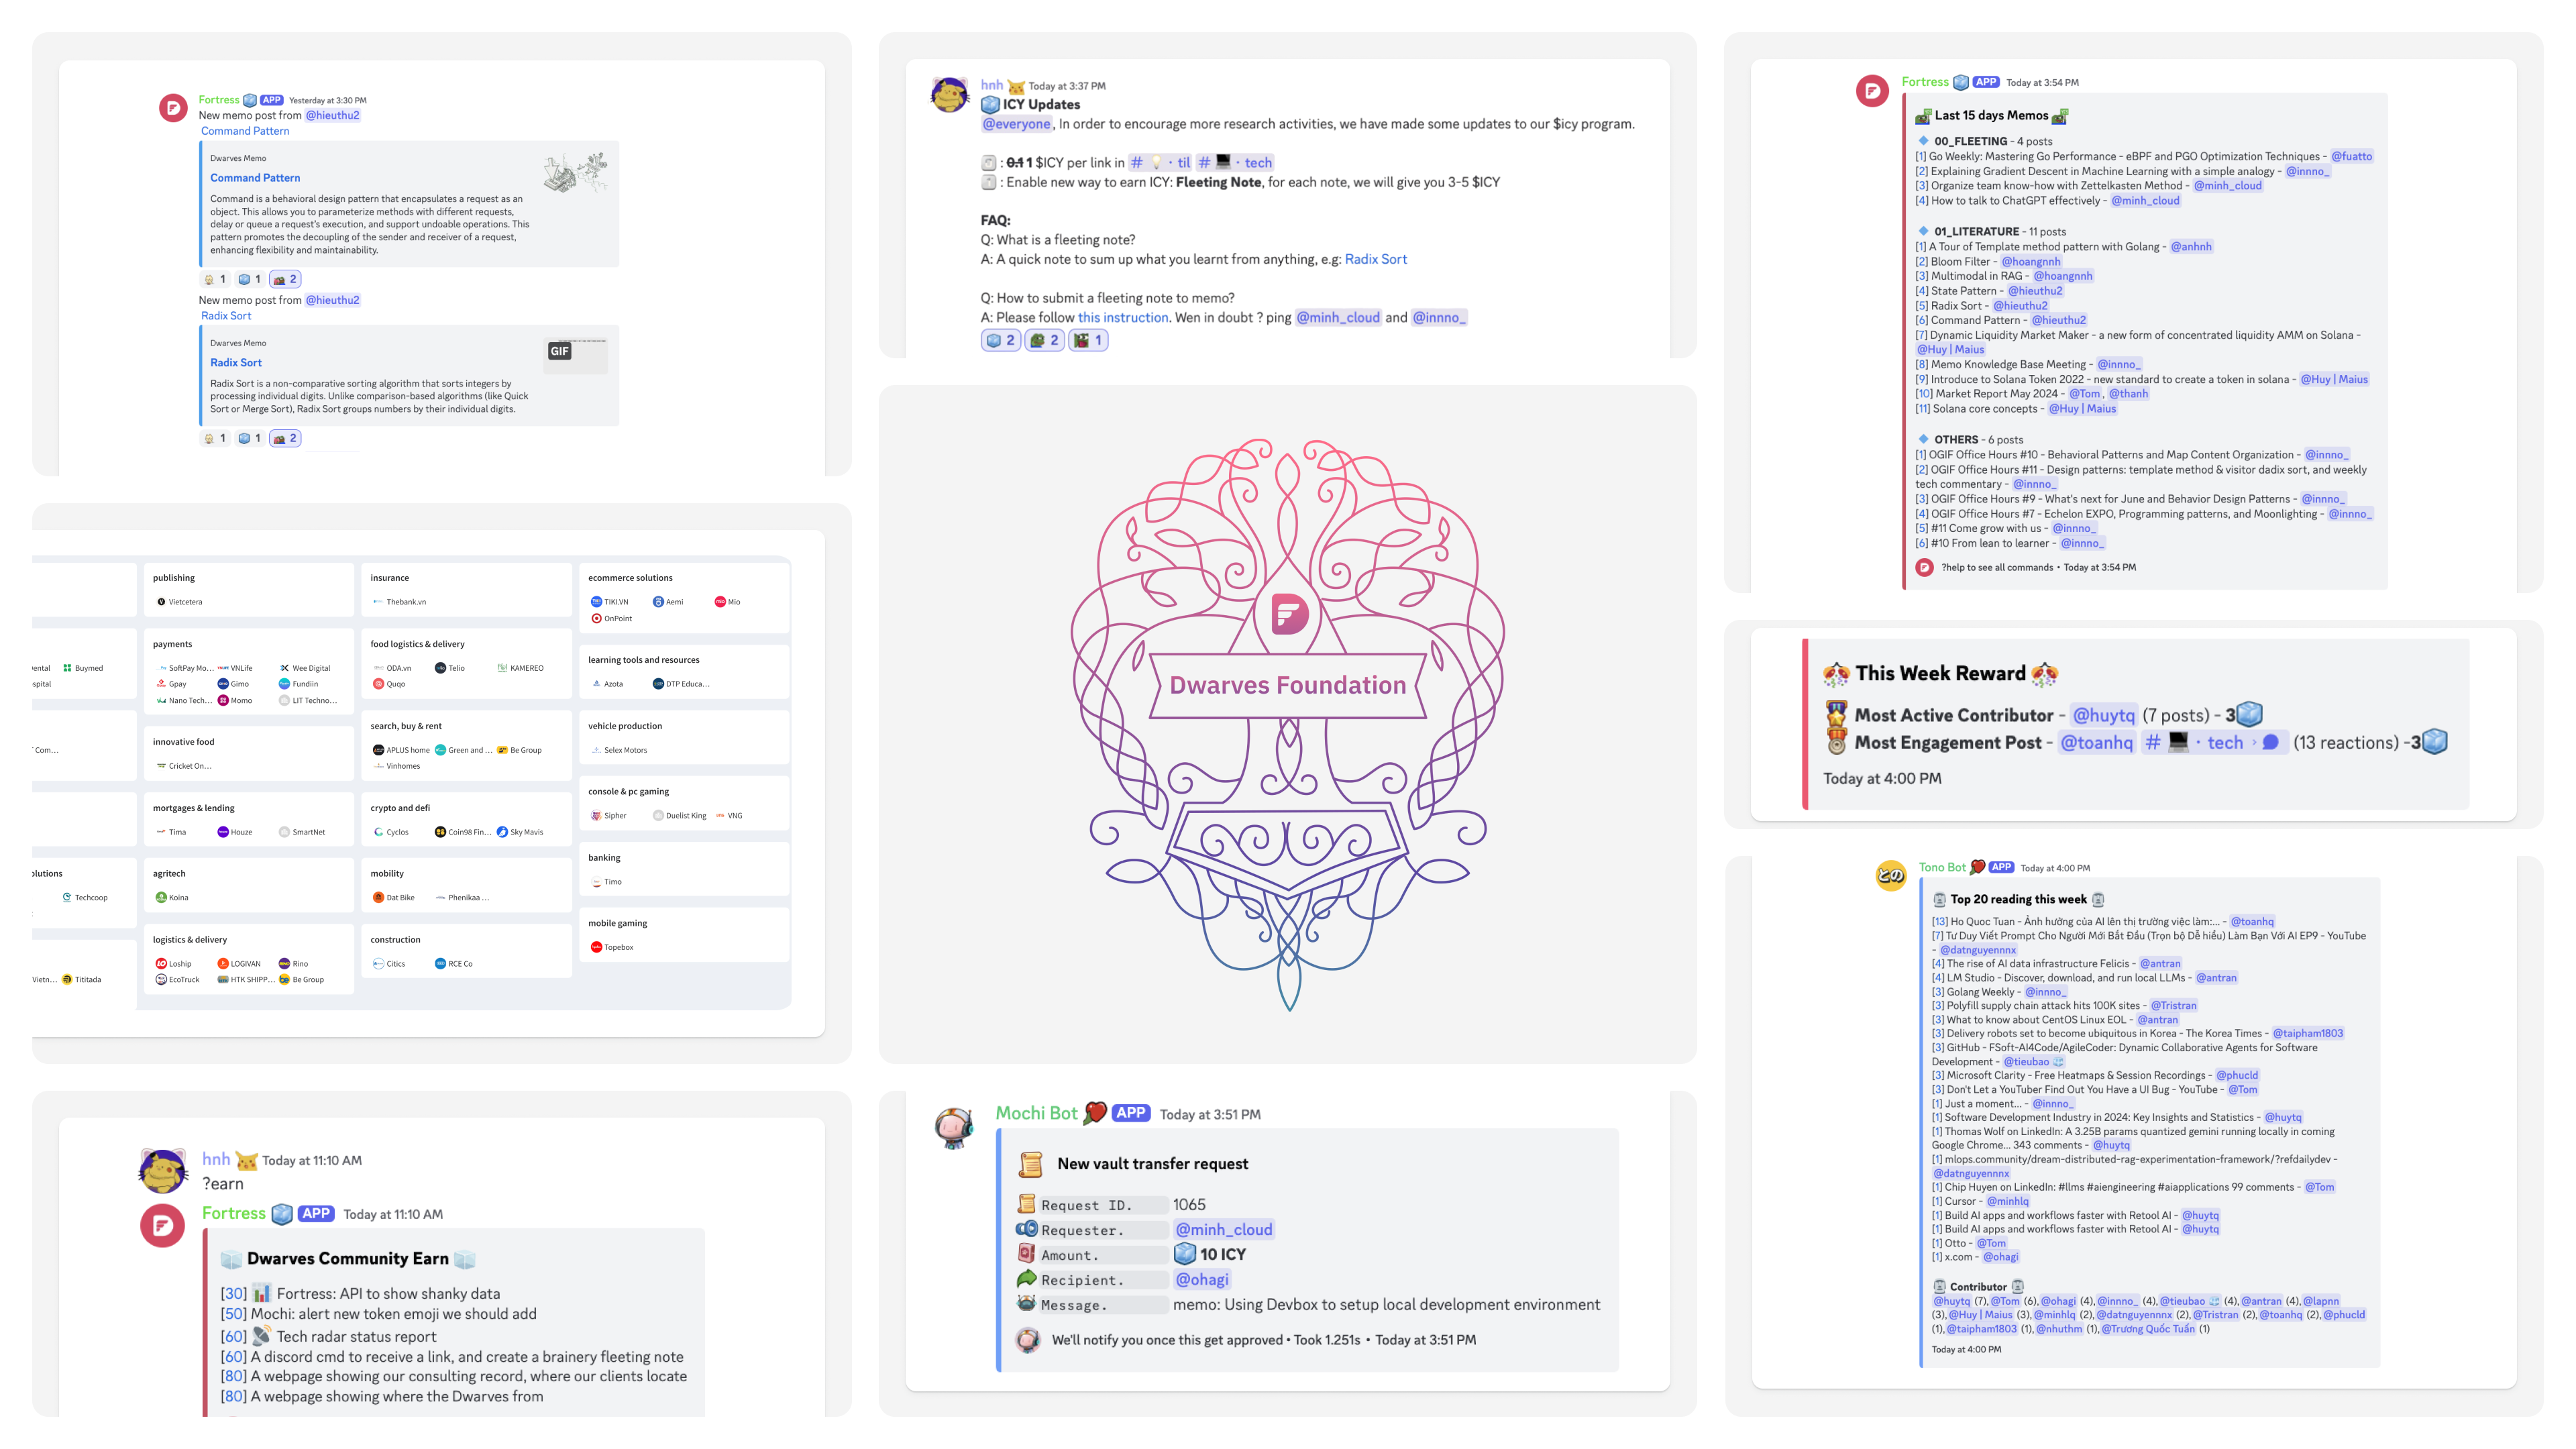 Fortress APP Yesterday at 3:30 PM
New memo post from @hieuthu2
Command Pattern
Dwarves Memo
Command Pattern
Command is a behavioral design pattern that encapsulates a request as an
object. This allows you to parameterize methods with different requests,
delay or queue a request's execution, and support undoable operations. This
pattern promotes the decoupling of the sender and receiver of a request,
enhancing flexibility and maintainability.
1 1 2
New memo post from @hieuthu2
Radix Sort
Dwarves Memo
Radix Sort
GIF
Radix Sort is a non-comparative sorting algorithm that sorts integers by
processing individual digits. Unlike comparison-based algorithms (like Quick
Sort or Merge Sort), Radix Sort groups numbers by their individual digits.
1 1 2
hnh Today at 3:37 PM
ICY Updates
@everyone, In order to encourage more research activities, we have made some updates to our $icy program.
: 0.1 1 $ICY per link in # · til # · tech
: Enable new way to earn ICY: Fleeting Note, for each note, we will give you 3-5 $ICY
FAQ:
Q: What is a fleeting note?
A: A quick note to sum up what you learnt from anything, e.g: Radix Sort
Q: How to submit a fleeting note to memo?
A: Please follow this instruction. Wen in doubt ? ping @minh_cloud and @innno_
2 2 1
Fortress APP Today at 3:54 PM
Last 15 days Memos
00_FLEETING - 4 posts
[1] Go Weekly: Mastering Go Performance - eBPF and PGO Optimization Techniques - @fuatto
[2] Explaining Gradient Descent in Machine Learning with a simple analogy - @innno_
[3] Organize team know-how with Zettelkasten Method - @minh_cloud
[4] How to talk to ChatGPT effectively - @minh_cloud
01_LITERATURE - 11 posts
[1] A Tour of Template method pattern with Golang - @anhnh
[2] Bloom Filter - @hoangnnh
[3] Multimodal in RAG - @hoangnnh
[4] State Pattern - @hieuthu2
[5] Radix Sort - @hieuthu2
[6] Command Pattern - @hieuthu2
[7] Dynamic Liquidity Market Maker - a new form of concentrated liquidity AMM on Solana -
@Huy | Maius
[8] Memo Knowledge Base Meeting - @innno_
[9] Introduce to Solana Token 2022 - new standard to create a token in solana - @Huy | Maius
[10] Market Report May 2024 - @Tom, @thanh
[11] Solana core concepts - @Huy | Maius
OTHERS - 6 posts
[1] OGIF Office Hours #10 - Behavioral Patterns and Map Content Organization - @innno_
[2] OGIF Office Hours #11 - Design patterns: template method & visitor dadix sort, and weekly
tech commentary - @innno_
[3] OGIF Office Hours #9 - What's next for June and Behavior Design Patterns - @innno_
[4] OGIF Office Hours #7 - Echelon EXPO, Programming patterns, and Moonlighting - @innno_
[5] #11 Come grow with us - @innno_
[6] #10 From lean to learner - @innno_
?help to see all commands • Today at 3:54 PM
ental Buymed
spital
Com...
olutions
Techcoop
Vietn... Tititada
publishing
Vietcetera
payments
SoftPay Mo... VNLife Wee Digital
Gpay Gimo Fundiin
Nano Tech... Momo LIT Techno...
innovative food
Cricket On...
mortgages & lending
Tima Houze SmartNet
agritech
Koina
logistics & delivery
Loship LOGIVAN Rino
EcoTruck HTK SHIPP... Be Group
insurance
Thebank.vn
food logistics & delivery
ODA.vn Telio KAMEREO
Quqo
search, buy & rent
APLUS home Green and ... Be Group
Vinhomes
crypto and defi
Cyclos Coin98 Fin... Sky Mavis
mobility
Dat Bike Phenikaa ...
construction
Citics RCE Co
ecommerce solutions
TIKI.VN Aemi Mio
OnPoint
learning tools and resources
Azota DTP Educa...
vehicle production
Selex Motors
console & pc gaming
Sipher Duelist King VNG
banking
Timo
mobile gaming
Topebox
Dwarves Foundation
This Week Reward
Most Active Contributor - @huytq (7 posts) - 3
Most Engagement Post - @toanhq # · tech › (13 reactions) -3
Today at 4:00 PM
との
Tono Bot APP Today at 4:00 PM
Top 20 reading this week
[13] Ho Quoc Tuan - Ảnh hưởng của AI lên thị trường việc làm:... - @toanhq
[7] Tư Duy Viết Prompt Cho Người Mới Bắt Đầu (Trọn bộ Dễ hiểu) Làm Bạn Với AI EP9 - YouTube
- @datnguyennnx
[4] The rise of AI data infrastructure Felicis - @antran
[4] LM Studio - Discover, download, and run local LLMs - @antran
[3] Golang Weekly - @innno_
[3] Polyfill supply chain attack hits 100K sites - @Tristran
[3] What to know about CentOS Linux EOL - @antran
[3] Delivery robots set to become ubiquitous in Korea - The Korea Times - @taipham1803
[3] GitHub - FSoft-AI4Code/AgileCoder: Dynamic Collaborative Agents for Software
Development - @tieubao
[3] Microsoft Clarity - Free Heatmaps & Session Recordings - @phucld
[3] Don't Let a YouTuber Find Out You Have a UI Bug - YouTube - @Tom
[1] Just a moment... - @innno_
[1] Software Development Industry in 2024: Key Insights and Statistics - @huytq
[1] Thomas Wolf on LinkedIn: A 3.25B params quantized gemini running locally in coming
Google Chrome... 343 comments - @huytq
[1] mlops.community/dream-distributed-rag-experimentation-framework/?refdailydev -
@datnguyennnx
[1] Chip Huyen on LinkedIn: #llms #aiengineering #aiapplications 99 comments - @Tom
[1] Cursor - @minhlq
[1] Build AI apps and workflows faster with Retool AI - @huytq
[1] Build AI apps and workflows faster with Retool AI - @huytq
[1] Otto - @Tom
[1] x.com - @ohagi
Contributor
@huytq (7), @Tom (6), @ohagi (4), @innno_ (4), @tieubao (4), @antran (4), @lapnn
(3), @Huy | Maius (3), @minhlq (2), @datnguyennnx (2), @Tristran (2), @toanhq (2), @phucld
(1), @taipham1803 (1), @nhuthm (1), @Trương Quốc Tuấn (1)
Today at 4:00 PM
hnh Today at 11:10 AM
?earn
Fortress APP Today at 11:10 AM
Dwarves Community Earn
[30] Fortress: API to show shanky data
[50] Mochi: alert new token emoji we should add
[60] Tech radar status report
[60] A discord cmd to receive a link, and create a brainery fleeting note
[80] A webpage showing our consulting record, where our clients locate
[80] A webpage showing where the Dwarves from
Mochi Bot APP Today at 3:51 PM
New vault transfer request
Request ID. 1065
Requester. @minh_cloud
Amount. 10 ICY
Recipient. @ohagi
Message. memo: Using Devbox to setup local development environment
We'll notify you once this get approved • Took 1.251s • Today at 3:51 PM